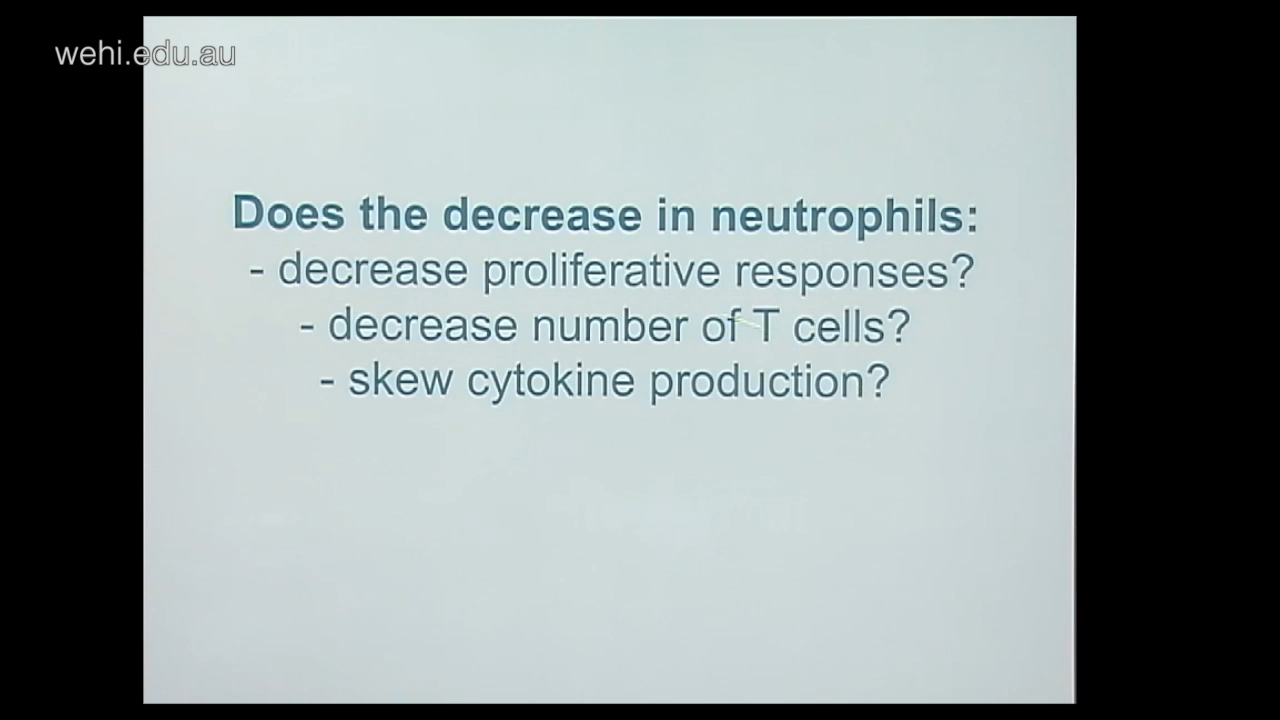 wehi.edu.au
Does the decrease in neutrophils:
- decrease proliferative responses?
- decrease number of T cells?
- skew cytokine production?